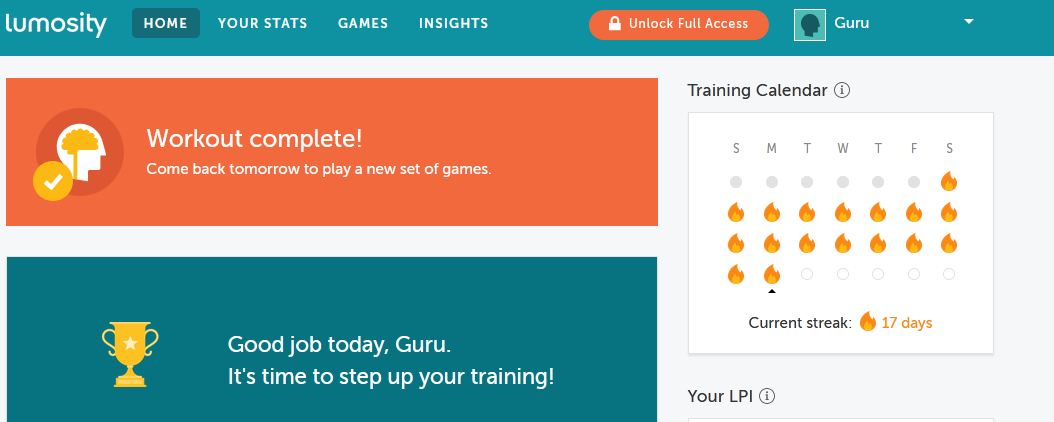 lumosity HOME YOUR STATS GAMES INSIGHTS Unlock Full Access Guru
Workout complete!
Come back tomorrow to play a new set of games.
Good job today, Guru.
It's time to step up your training!
Training Calendar
S M T W T F S
Current streak: 17 days
Your LPI